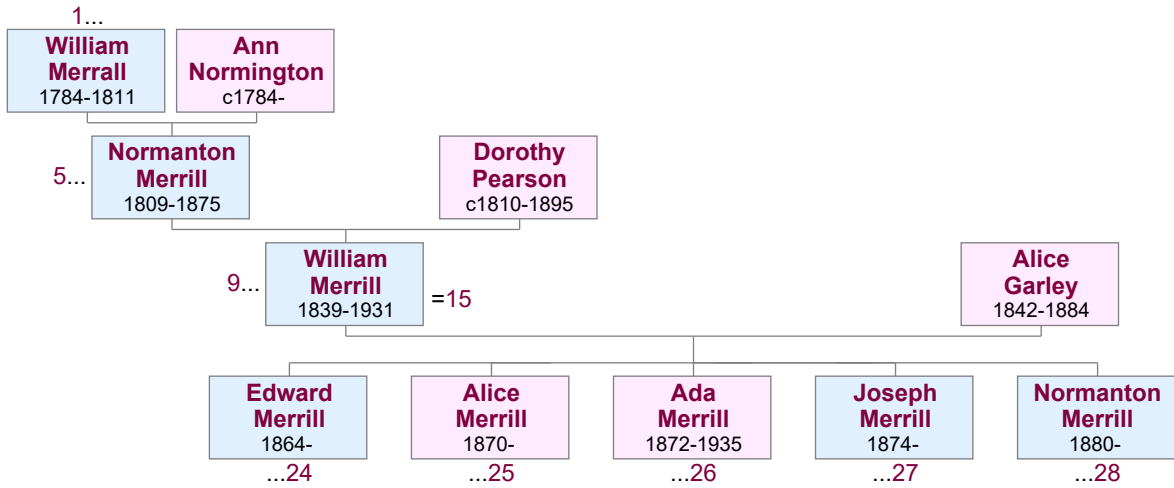 1...
William
Merrall
1784-1811
Ann
Normington
c1784-
5...
Normanton
Merrill
1809-1875
Dorothy
Pearson
c1810-1895
9...
William
Merrill
1839-1931
=15
Alice
Garley
1842-1884
Edward
Merrill
1864-
...24
Alice
Merrill
1870-
...25
Ada
Merrill
1872-1935
...26
Joseph
Merrill
1874-
...27
Normanton
Merrill
1880-
...28